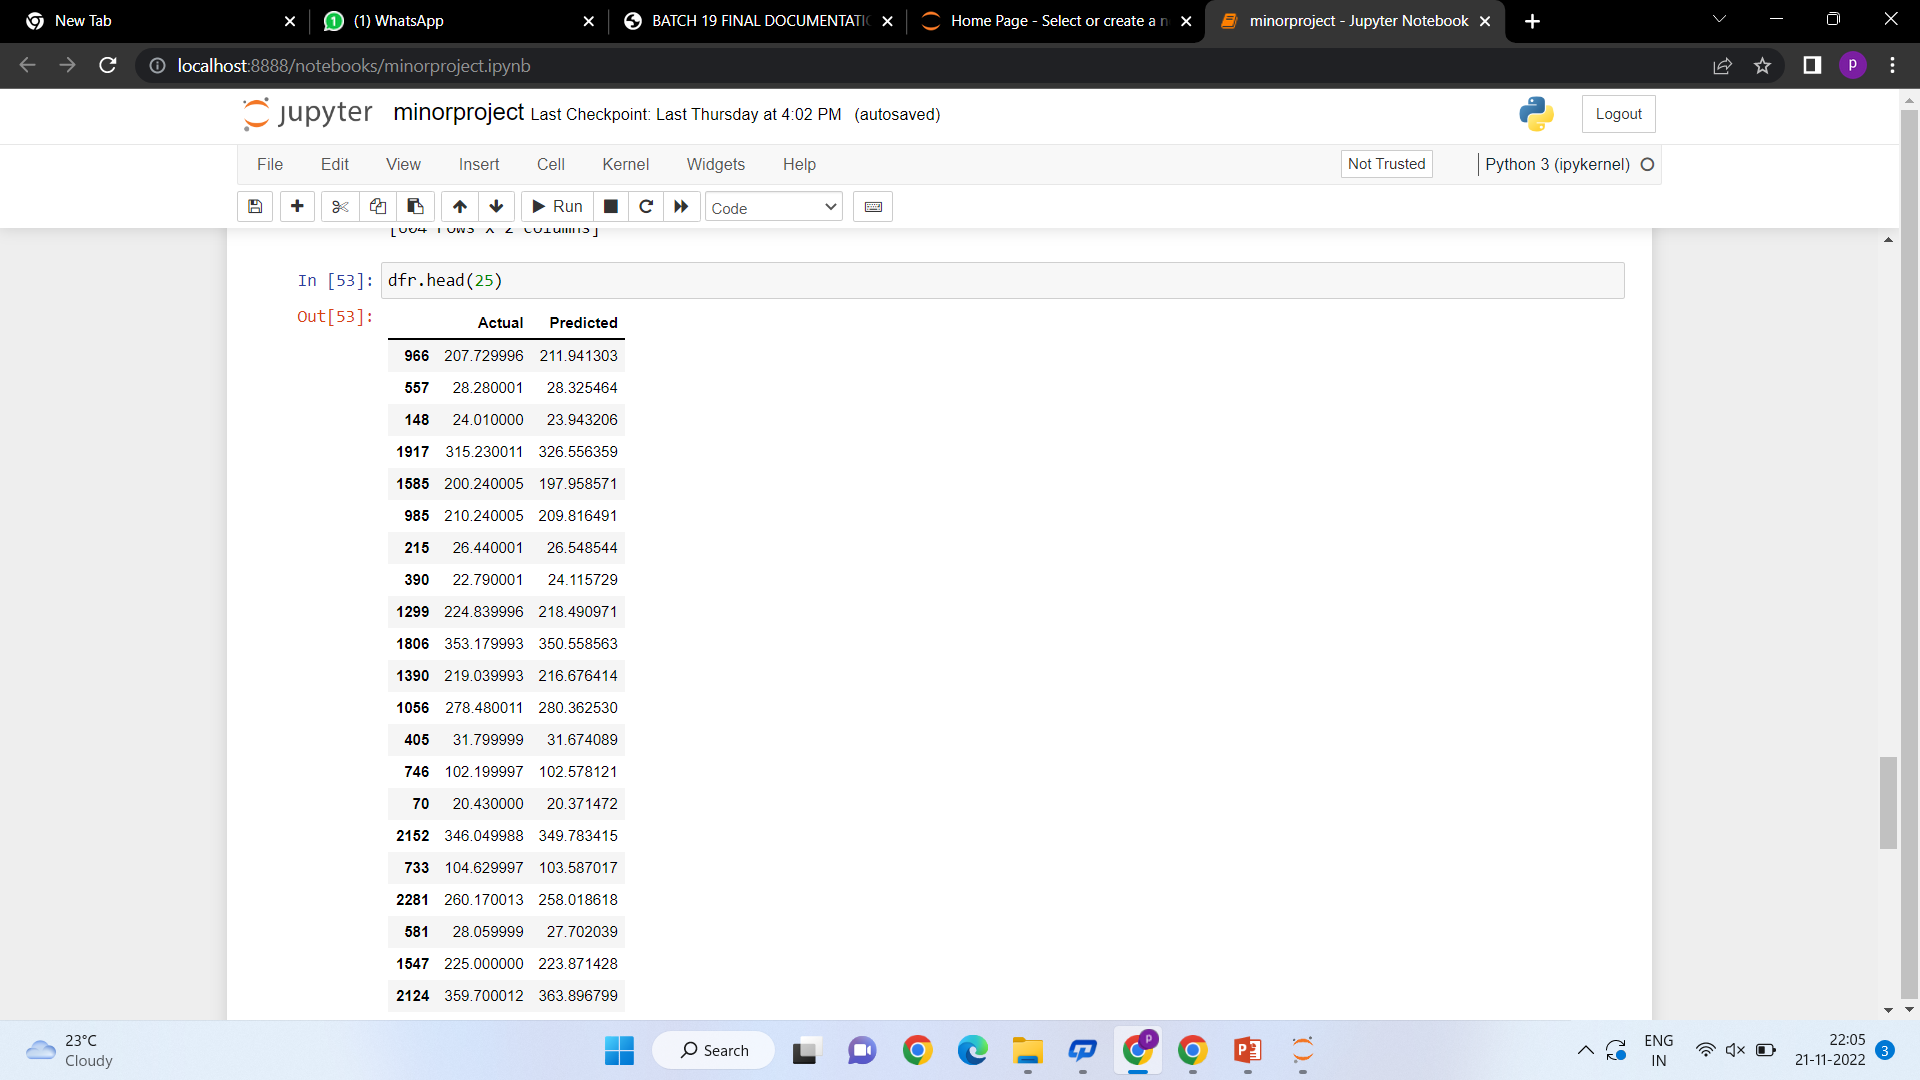 New Tab
(1) WhatsApp
BATCH 19 FINAL DOCUMENTATIO
Home Page - Select or create a n
minorproject - Jupyter Notebook
localhost:8888/notebooks/minorproject.ipynb
P
jupyter minorproject Last Checkpoint: Last Thursday at 4:02 PM (autosaved)
Logout
File Edit View Insert Cell Kernel Widgets Help
Not Trusted Python 3 (ipykernel)
Run Code
[604 rows x 2 columns]
In [53]: dfr.head(25)
Out[53]:
Actual Predicted
966 207.729996 211.941303
557 28.280001 28.325464
148 24.010000 23.943206
1917 315.230011 326.556359
1585 200.240005 197.958571
985 210.240005 209.816491
215 26.440001 26.548544
390 22.790001 24.115729
1299 224.839996 218.490971
1806 353.179993 350.558563
1390 219.039993 216.676414
1056 278.480011 280.362530
405 31.799999 31.674089
746 102.199997 102.578121
70 20.430000 20.371472
2152 346.049988 349.783415
733 104.629997 103.587017
2281 260.170013 258.018618
581 28.059999 27.702039
1547 225.000000 223.871428
2124 359.700012 363.896799
23°C
Cloudy
Search
P
ENG
IN
22:05
21-11-2022
3